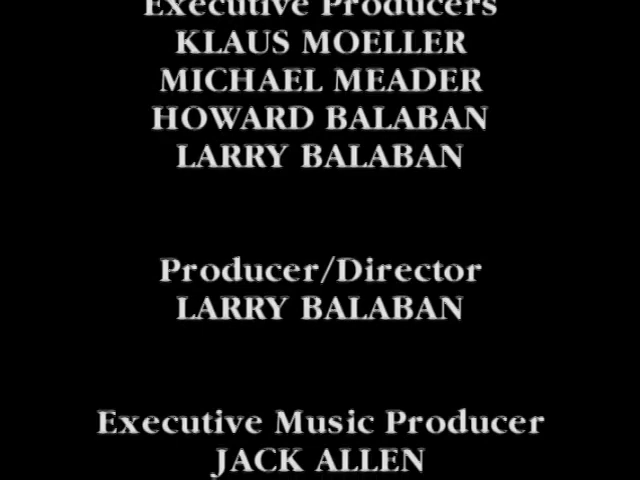 Executive Producers
KLAUS MOELLER
MICHAEL MEADER
HOWARD BALABAN
LARRY BALABAN
Producer/Director
LARRY BALABAN
Executive Music Producer
JACK ALLEN